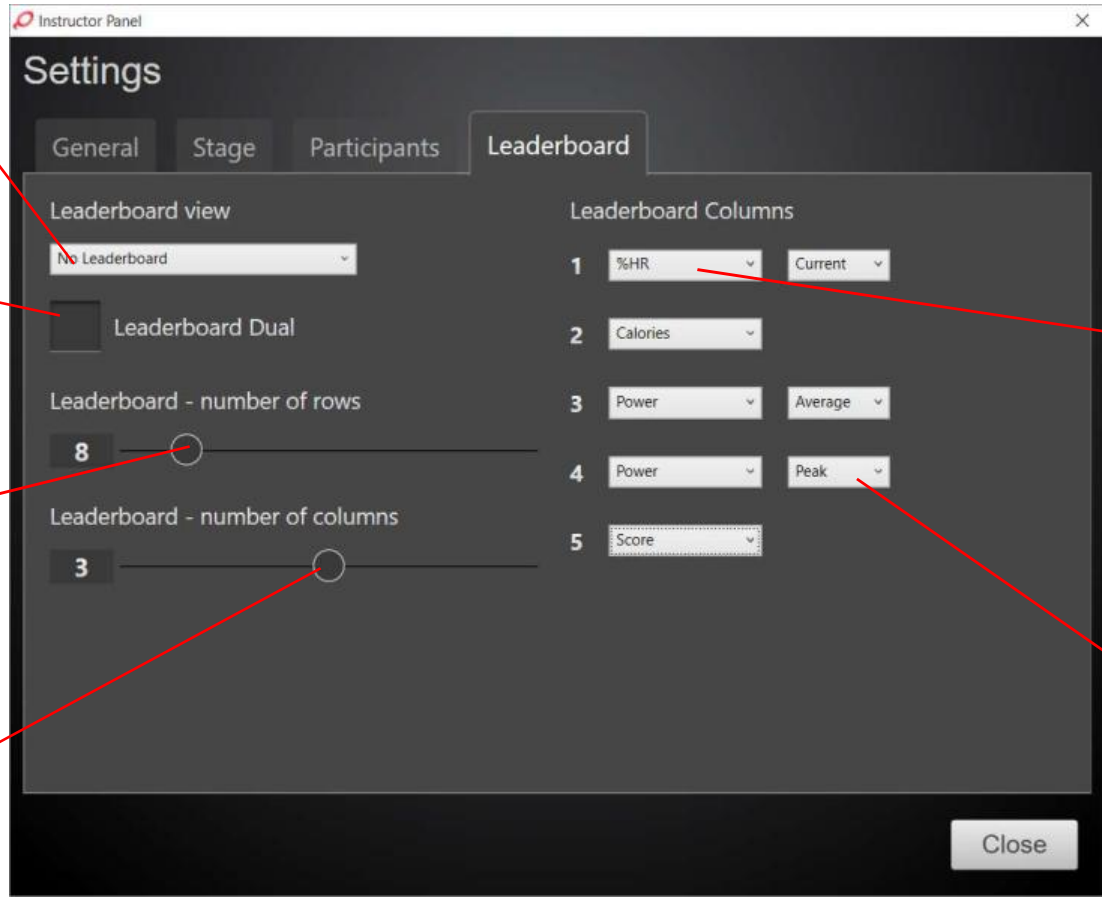 Instructor Panel
Settings
General Stage Participants Leaderboard
Leaderboard view
No Leaderboard
Leaderboard Dual
Leaderboard - number of rows
8
Leaderboard - number of columns
3
Leaderboard Columns
1 %HR Current
2 Calories
3 Power Average
4 Power Peak
5 Score
Close